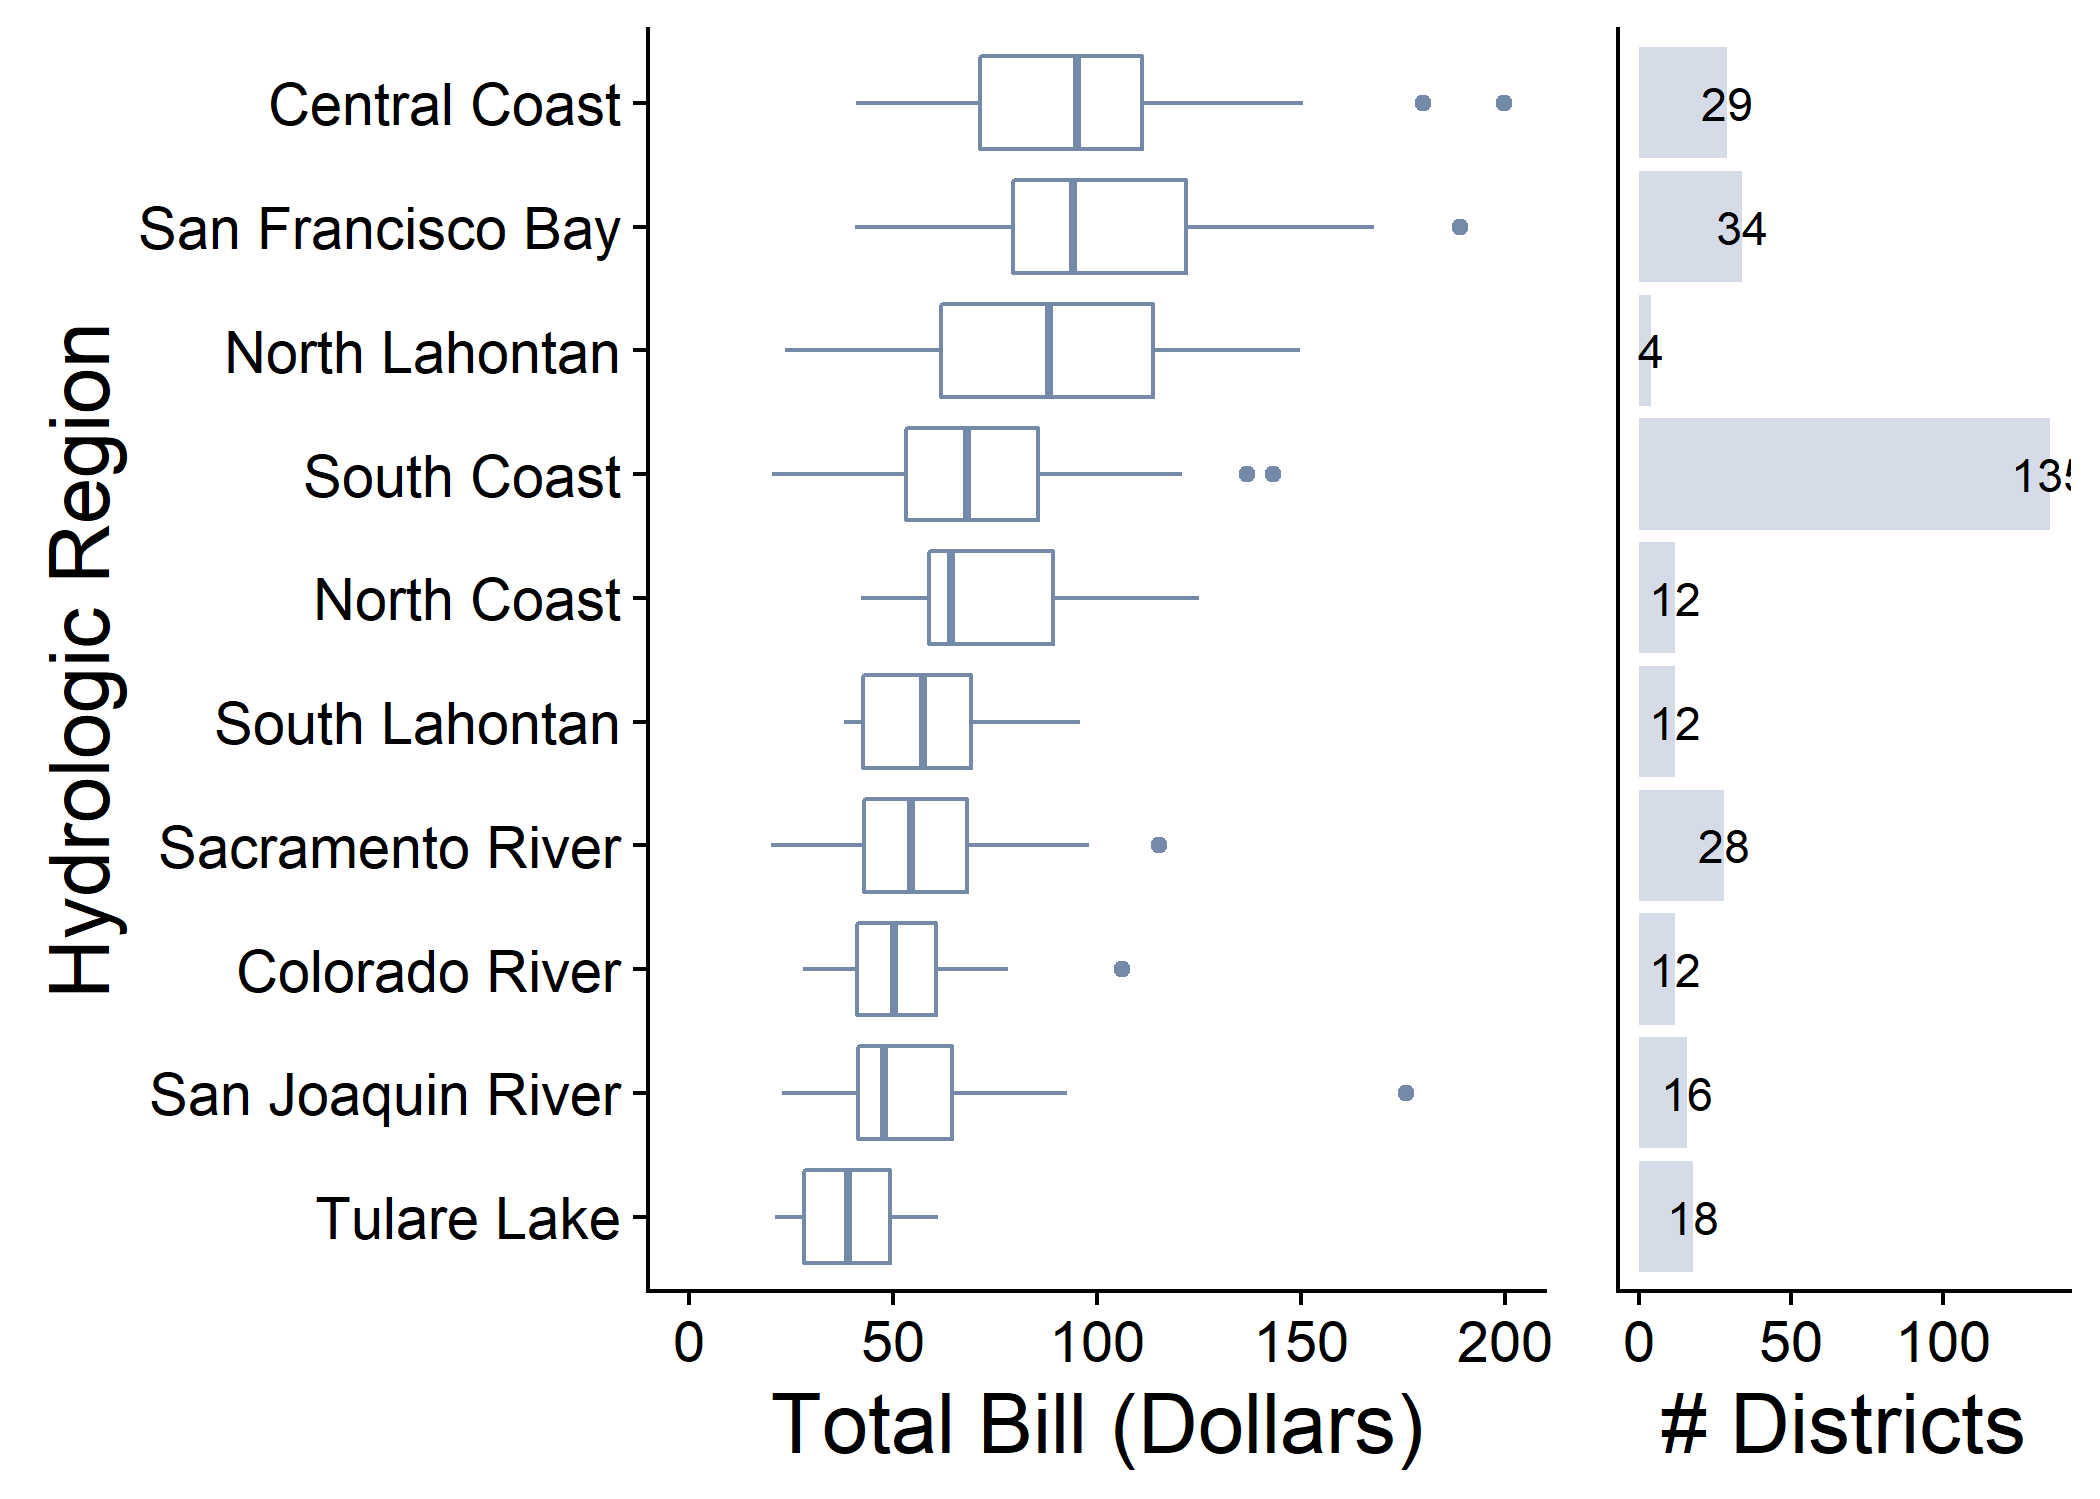 Hydrologic Region
Central Coast
San Francisco Bay
North Lahontan
South Coast
North Coast
South Lahontan
Sacramento River
Colorado River
San Joaquin River
Tulare Lake
0 50 100 150 200
Total Bill (Dollars)
29
34
4
135
12
12
28
12
16
18
0 50 100
# Districts